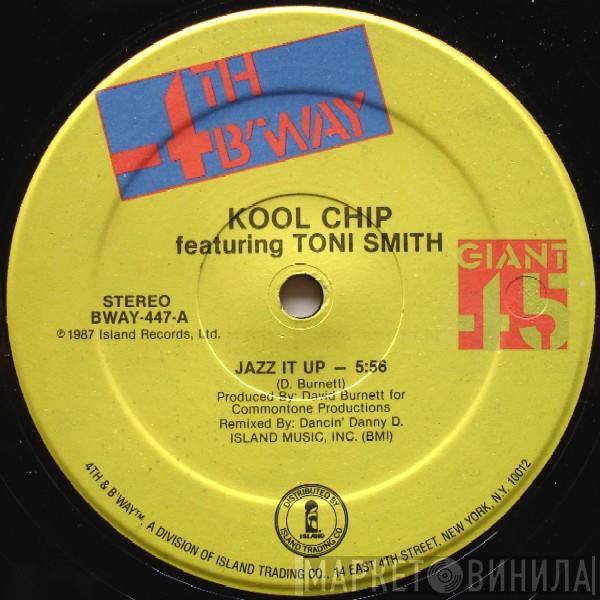 4TH
B'WAY
KOOL CHIP
featuring TONI SMITH
GIANT
45
STEREO
BWAY-447-A
℗ 1987 Island Records, Ltd.
JAZZ IT UP – 5:56
(D. Burnett)
Produced By: David Burnett for
Commontone Productions
Remixed By: Dancin' Danny D.
ISLAND MUSIC, INC. (BMI)
DISTRIBUTED BY
ISLAND
ISLAND TRADING CO.
4TH & B'WAY™, A DIVISION OF ISLAND TRADING CO., 14 EAST 4TH STREET, NEW YORK, N.Y. 10012
МАРКЕТ ВИНИЛА